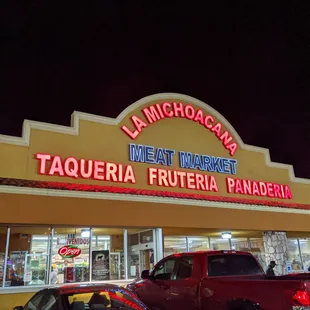 LA MICHOACANA
MEAT MARKET
TAQUERIA FRUTERIA PANADERIA